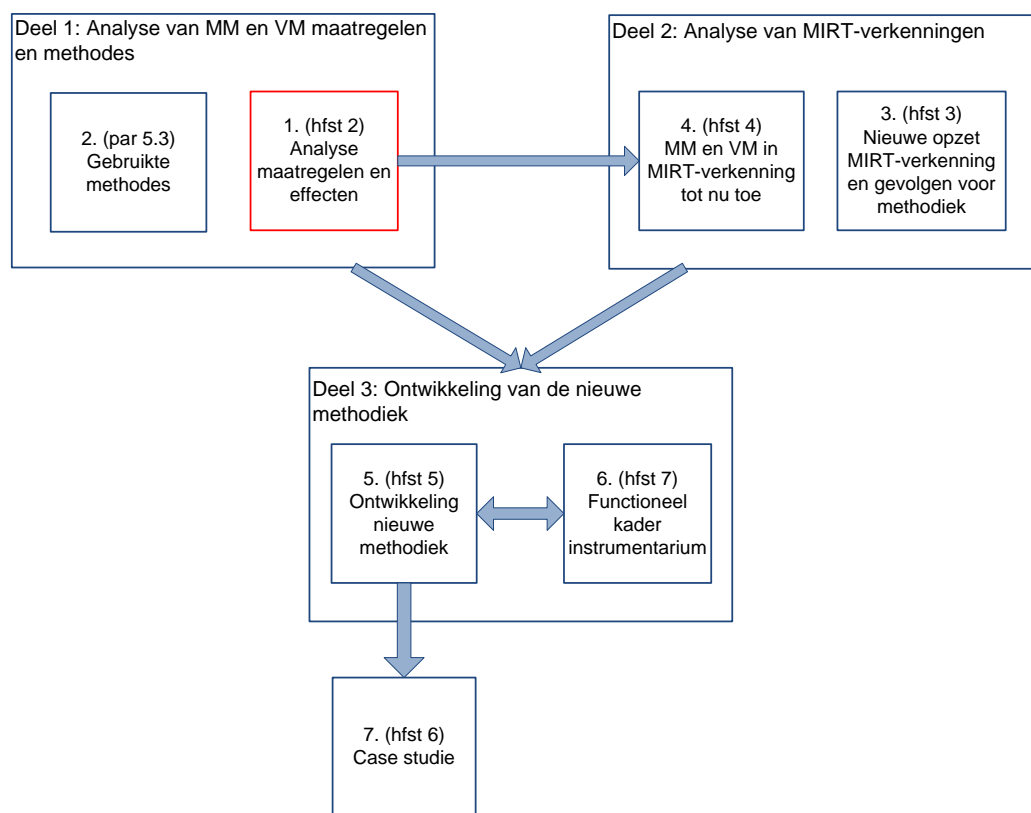 Deel 1: Analyse van MM en VM maatregelen
en methodes
2. (par 5.3)
Gebruikte
methodes
1. (hfst 2)
Analyse
maatregelen en
effecten
Deel 2: Analyse van MIRT-verkenningen
4. (hfst 4)
MM en VM in
MIRT-verkenning
tot nu toe
3. (hfst 3)
Nieuwe opzet
MIRT-verkenning
en gevolgen voor
methodiek
Deel 3: Ontwikkeling van de nieuwe
methodiek
5. (hfst 5)
Ontwikkeling
nieuwe
methodiek
6. (hfst 7)
Functioneel
kader
instrumentarium
7. (hfst 6)
Case studie